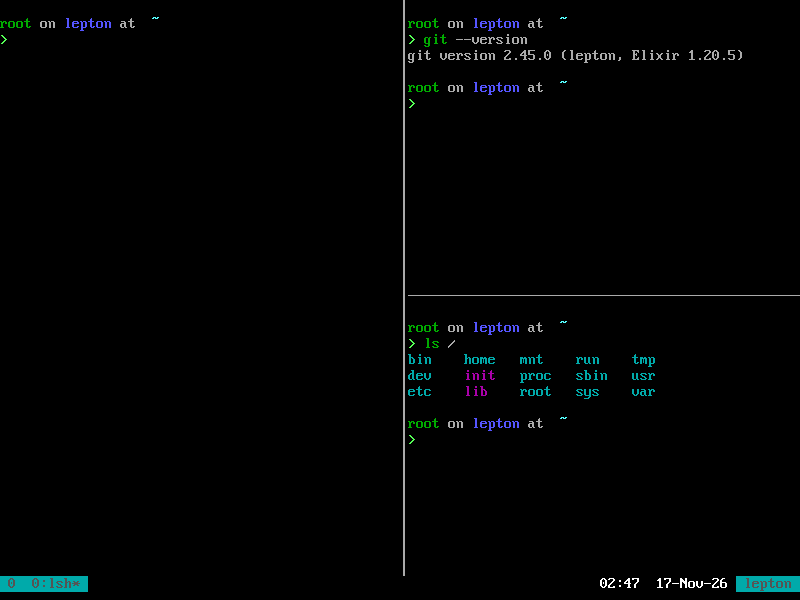 root on lepton at  ~
>
root on lepton at  ~
> git --version
git version 2.45.0 (lepton, Elixir 1.20.5)
root on lepton at  ~
>
root on lepton at  ~
> ls /
bin    home   mnt    run    tmp
dev    init   proc   sbin   usr
etc    lib    root   sys    var
root on lepton at  ~
>
0  0:lsh*  02:47  17-Nov-26  lepton